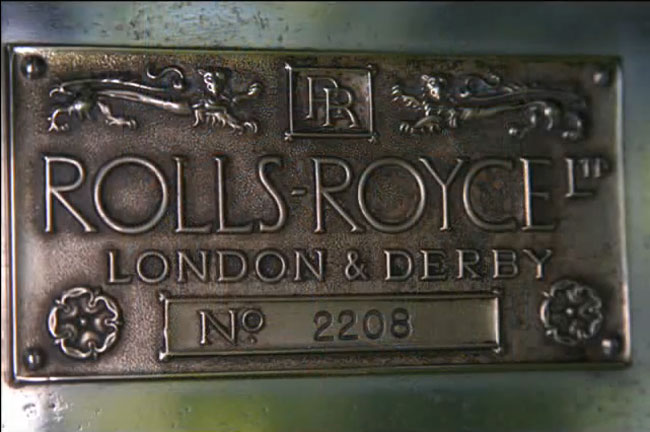 RR
ROLLS-ROYCE LTD
LONDON & DERBY
No 2208